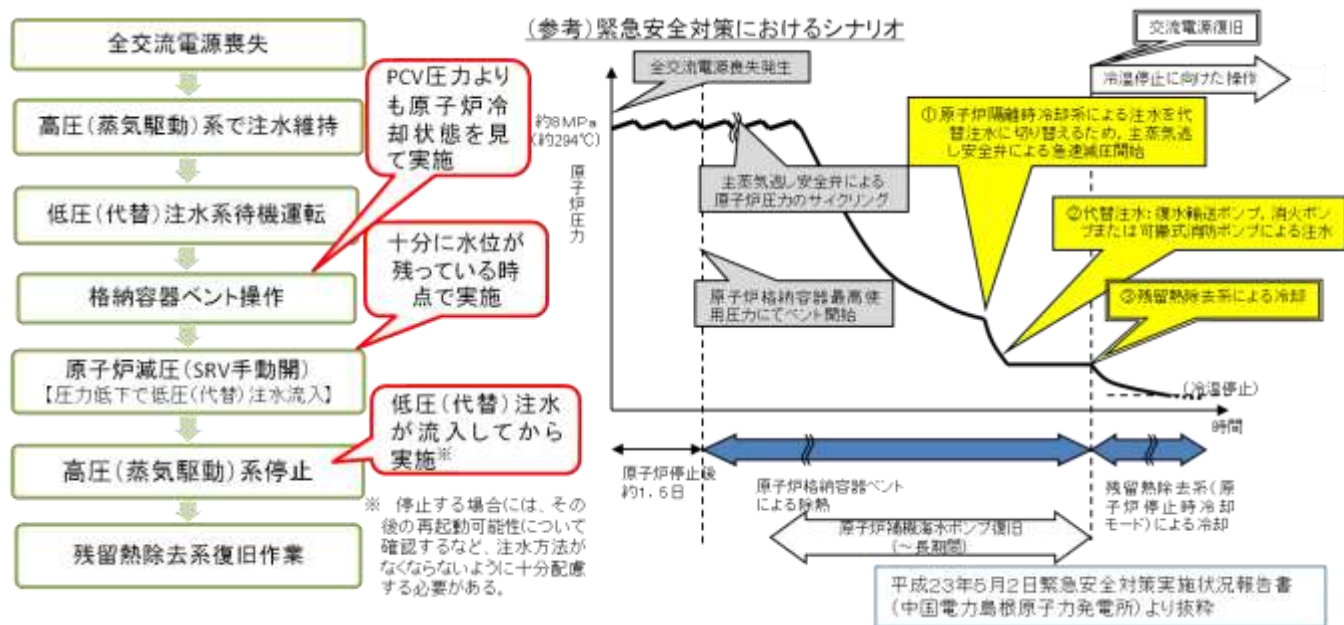 全交流電源喪失
高圧(蒸気駆動)系で注水維持
低圧(代替)注水系待機運転
格納容器ベント操作
原子炉減圧(SRV手動開)
【圧力低下で低圧(代替)注水流入】
高圧(蒸気駆動)系停止
残留熱除去系復旧作業
PCV圧力より
も原子炉冷
却状態を見
て実施
十分に水位が
残っている時
点で実施
低圧(代替)注水
が流入してから
実施※
※ 停止する場合には、その
後の再起動可能性について
確認するなど、注水方法が
なくならないように十分配慮
する必要がある。
(参考)緊急安全対策におけるシナリオ
全交流電源喪失発生
約8MPa
(約294℃)
原子炉圧力
主蒸気逃し安全弁による
原子炉圧力のサイクリング
原子炉格納容器最高使
用圧力にてベント開始
①原子炉隔離時冷却系による注水を代
替注水に切り替えるため、主蒸気逃
し安全弁による急速減圧開始
交流電源復旧
冷温停止に向けた操作
②代替注水:復水輸送ポンプ、消火ポン
プまたは可搬式消防ポンプによる注水
③残留熱除去系による冷却
(冷温停止)
時間
原子炉停止後
約1.6日
原子炉格納容器ベント
による除熱
残留熱除去系(原
子炉停止時冷却
モード)による冷却
原子炉補機海水ポンプ復旧
(~長期間)
平成23年5月2日緊急安全対策実施状況報告書
(中国電力島根原子力発電所)より抜粋